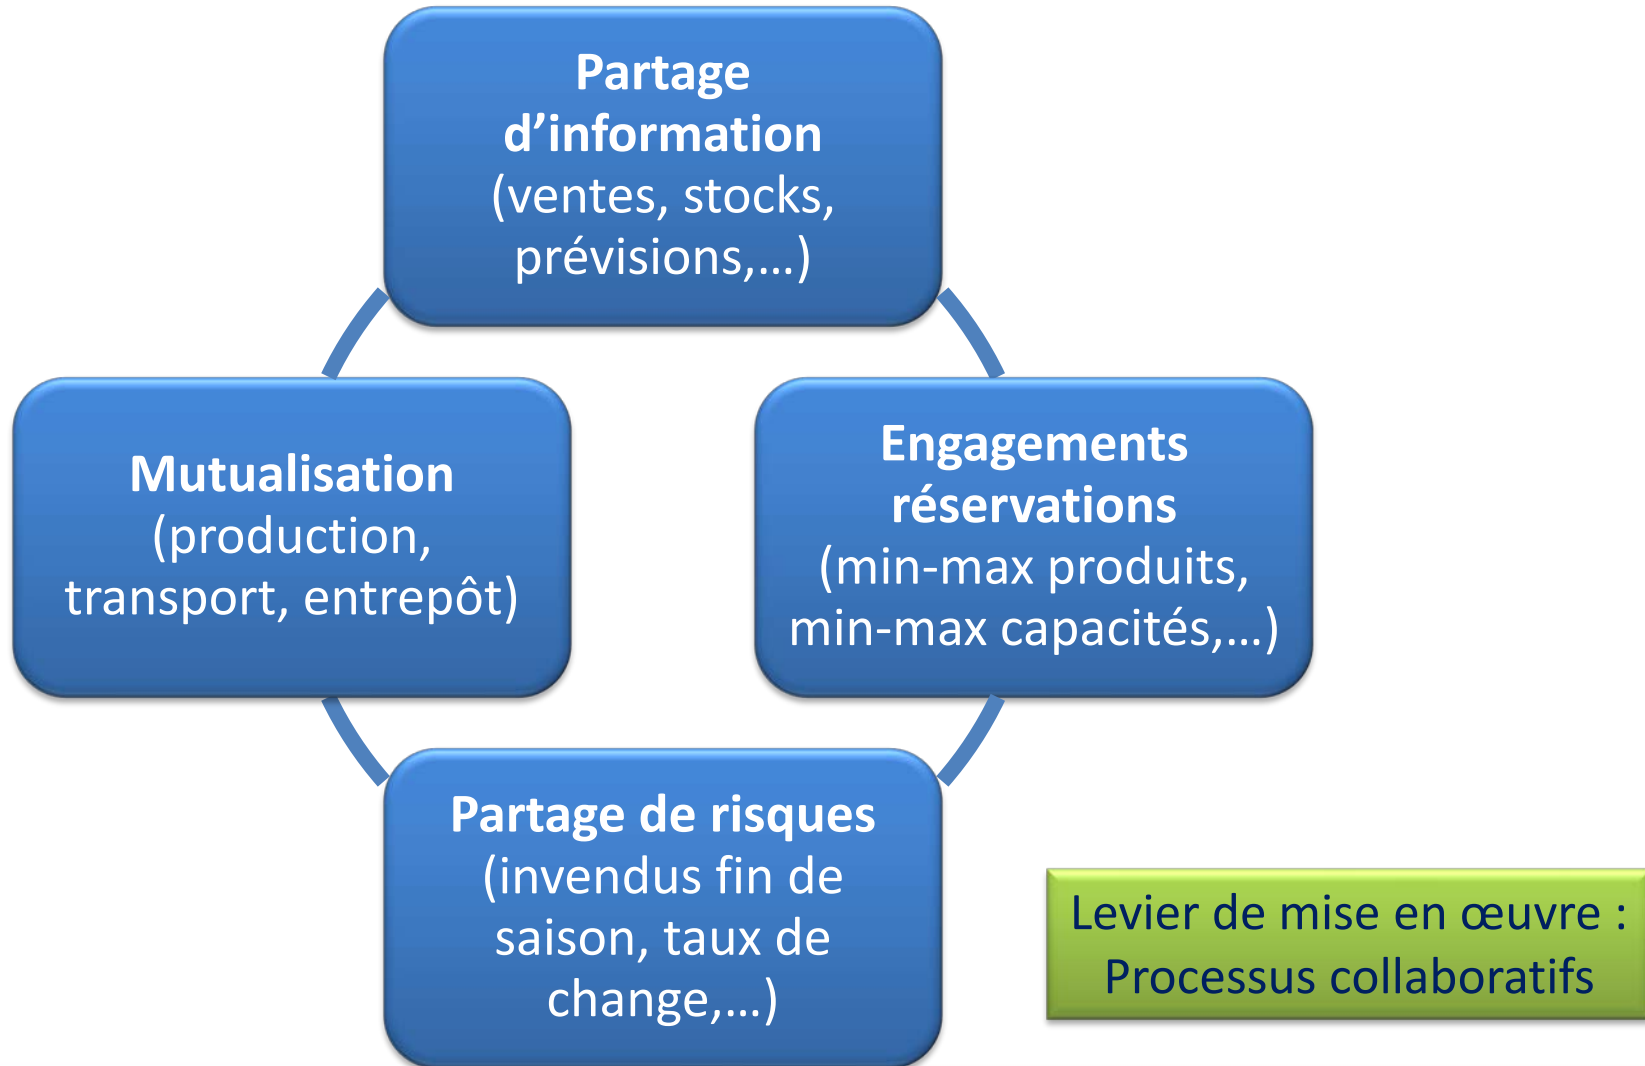 Partage
d’information
(ventes, stocks,
prévisions,...)
Mutualisation
(production,
transport, entrepôt)
Engagements
réservations
(min-max produits,
min-max capacités,...)
Partage de risques
(invendus fin de
saison, taux de
change,...)
Levier de mise en œuvre :
Processus collaboratifs